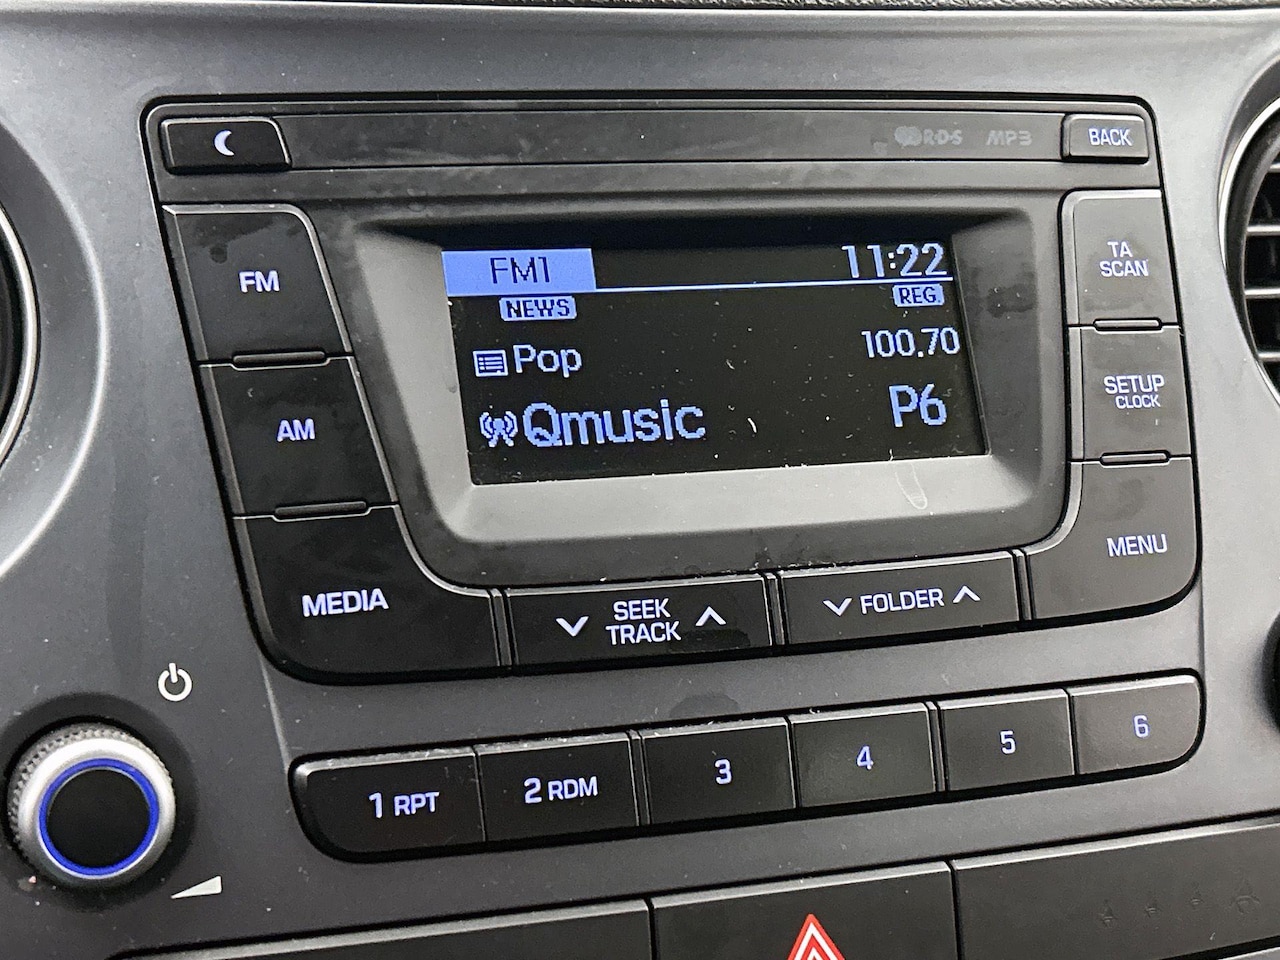 R·D·S MP3 BACK
FM
FM1 11:22
NEWS REG
Pop 100.70
Qmusic P6
TA
SCAN
AM
SETUP
CLOCK
MEDIA
SEEK
TRACK
FOLDER
MENU
1 RPT 2 RDM 3 4 5 6